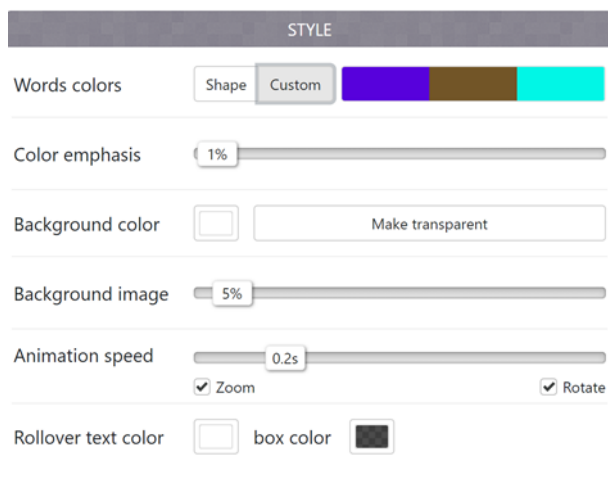 STYLE
Words colors Shape Custom
Color emphasis 1%
Background color Make transparent
Background image 5%
Animation speed 0.2s
Zoom Rotate
Rollover text color box color